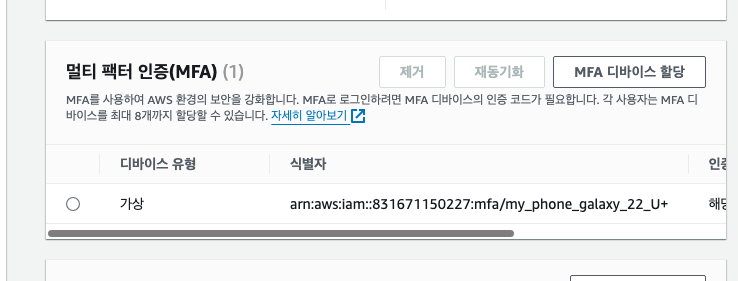 멀티 팩터 인증(MFA) (1)
제거
재동기화
MFA 디바이스 할당
MFA를 사용하여 AWS 환경의 보안을 강화합니다. MFA로 로그인하려면 MFA 디바이스의 인증 코드가 필요합니다. 각 사용자는 MFA 디
바이스를 최대 8개까지 할당할 수 있습니다. 자세히 알아보기
디바이스 유형
식별자
가상
arn:aws:iam::831671150227:mfa/my_phone_galaxy_22_U+